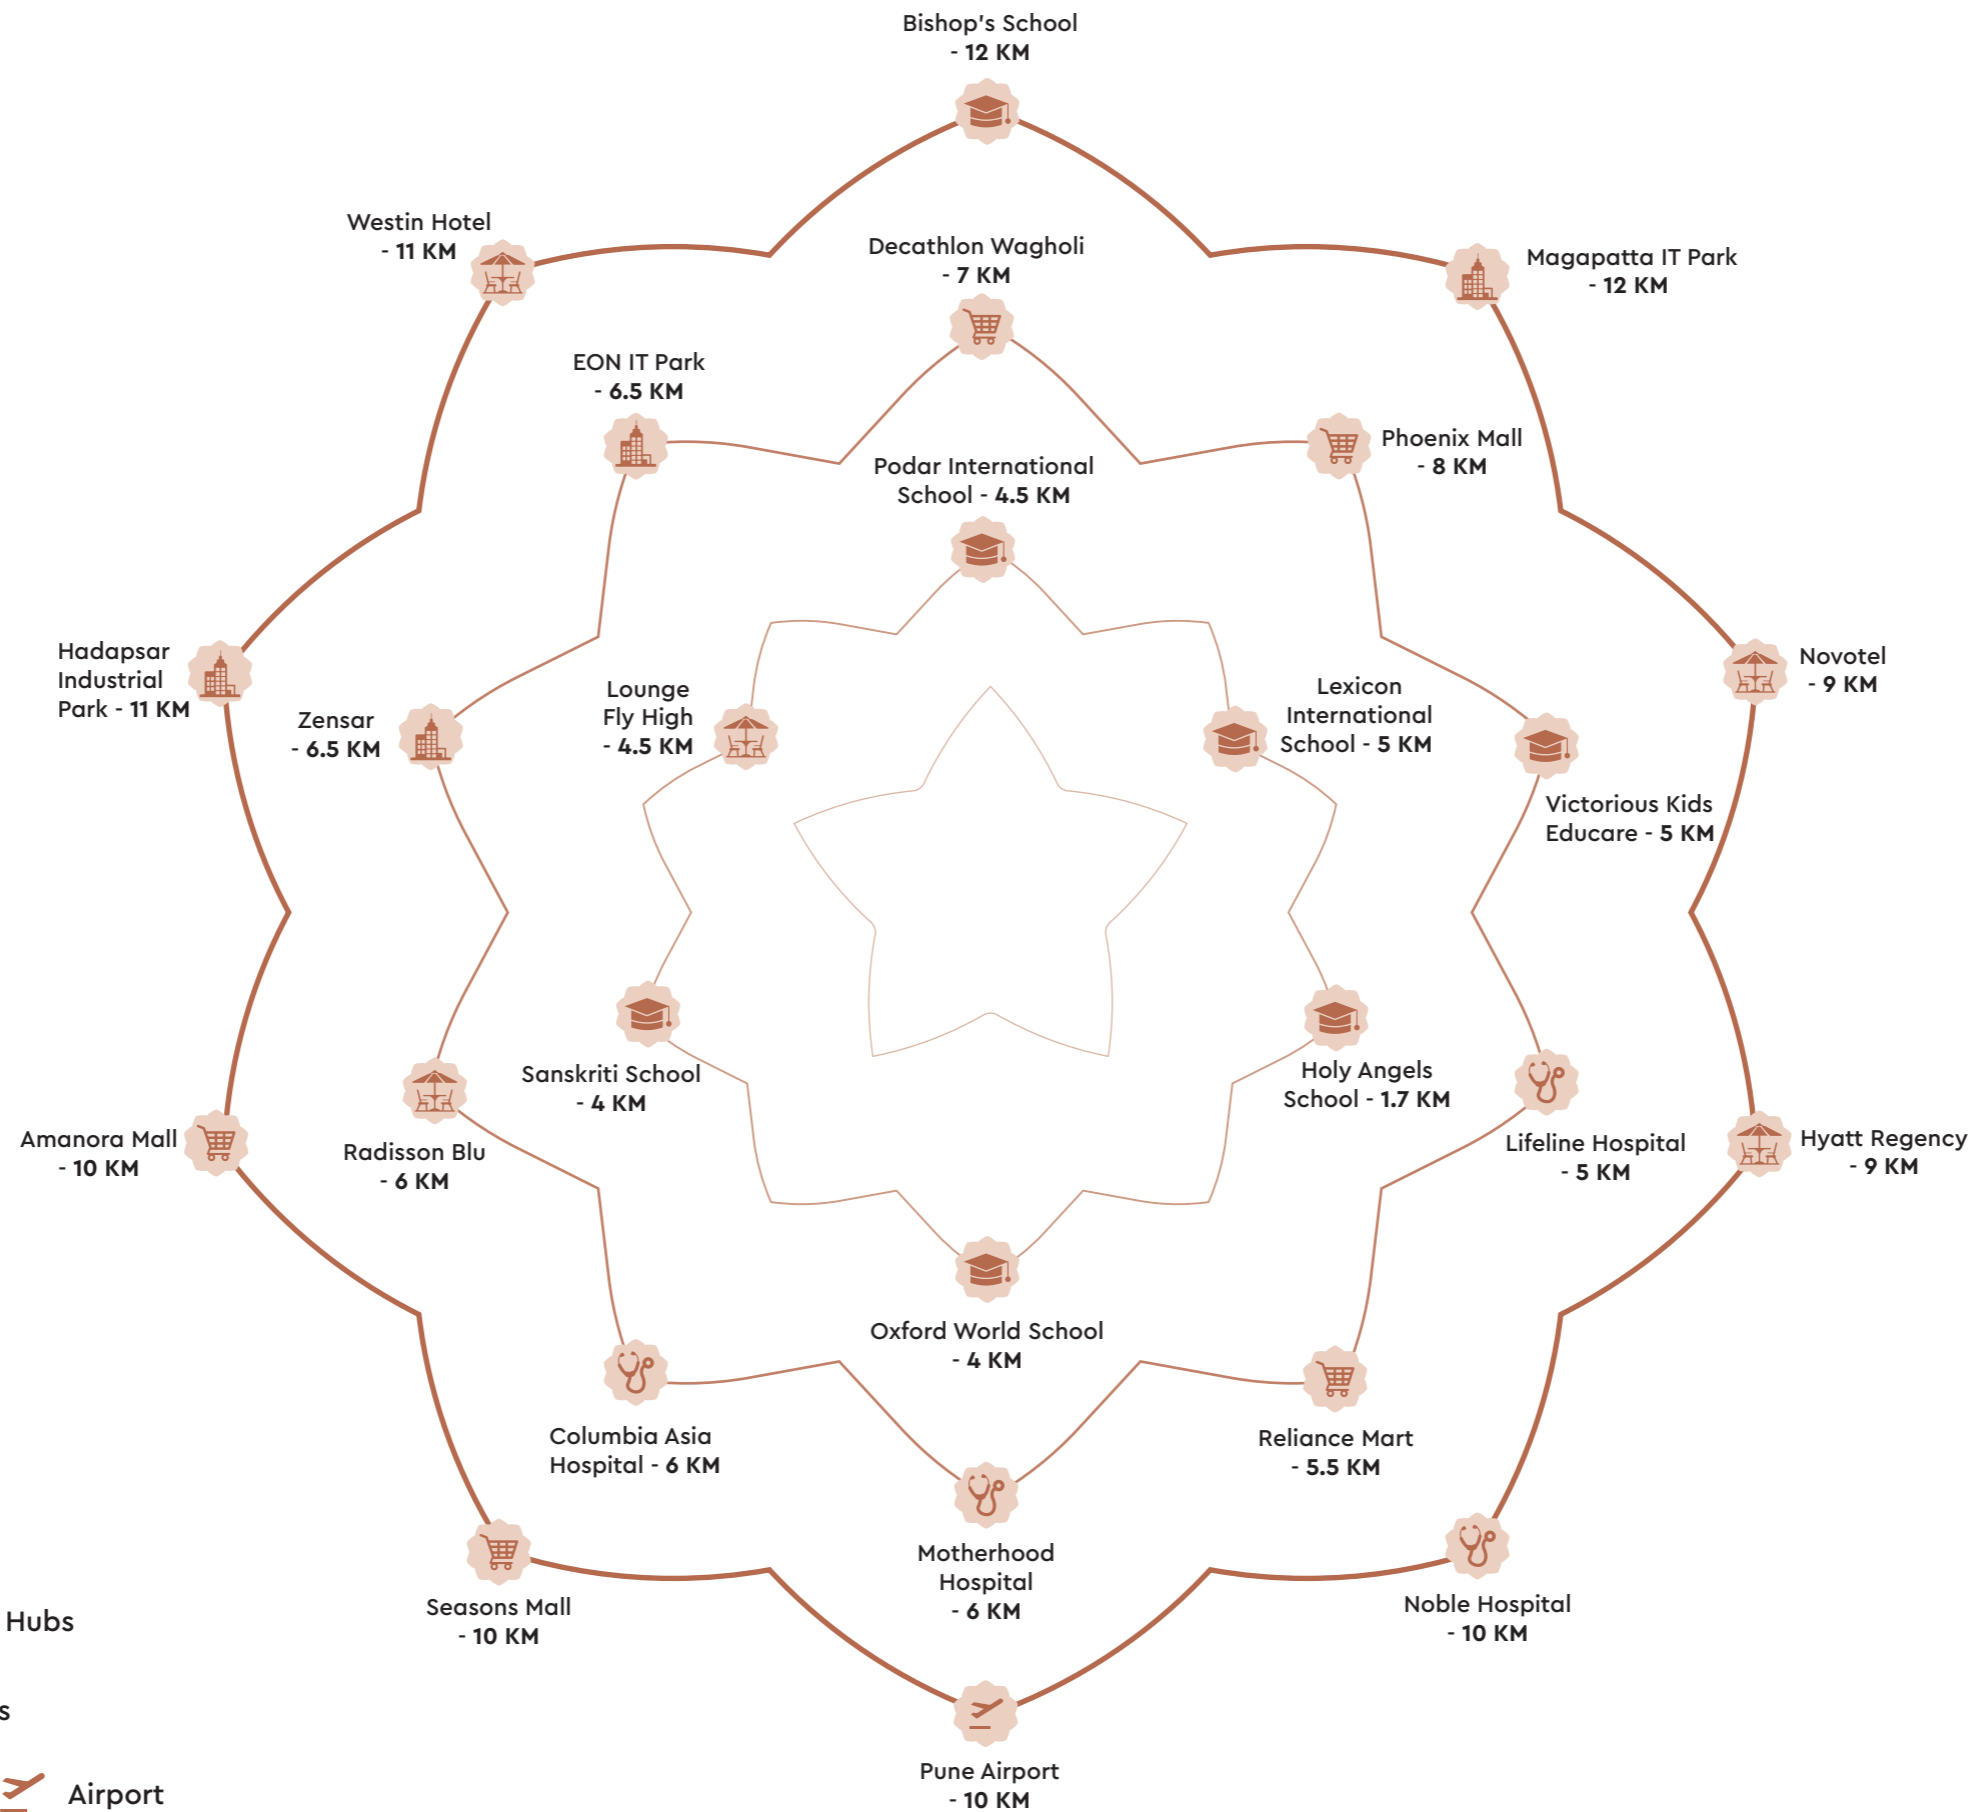 Bishop's School
- 12 KM
Westin Hotel
- 11 KM
Decathlon Wagholi
- 7 KM
Magapatta IT Park
- 12 KM
EON IT Park
- 6.5 KM
Phoenix Mall
- 8 KM
Podar International
School - 4.5 KM
Hadapsar
Industrial
Park - 11 KM
Novotel
- 9 KM
Zensar
- 6.5 KM
Lounge
Fly High
- 4.5 KM
Lexicon
International
School - 5 KM
Victorious Kids
Educare - 5 KM
Sanskriti School
- 4 KM
Holy Angels
School - 1.7 KM
Amanora Mall
- 10 KM
Radisson Blu
- 6 KM
Lifeline Hospital
- 5 KM
Hyatt Regency
- 9 KM
Oxford World School
- 4 KM
Columbia Asia
Hospital - 6 KM
Reliance Mart
- 5.5 KM
Motherhood
Hospital
- 6 KM
Seasons Mall
- 10 KM
Noble Hospital
- 10 KM
Hubs
s
Airport
Pune Airport
- 10 KM